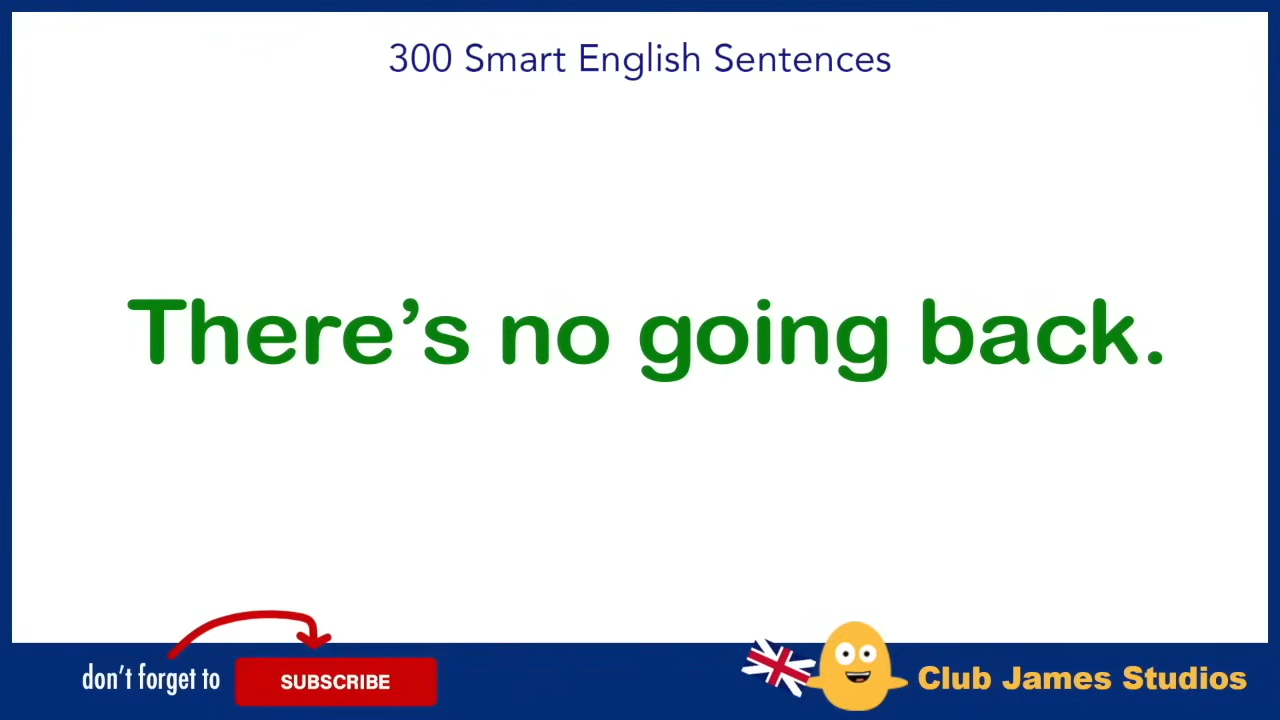 300 Smart English Sentences
There’s no going back.
don’t forget to
SUBSCRIBE
Club James Studios